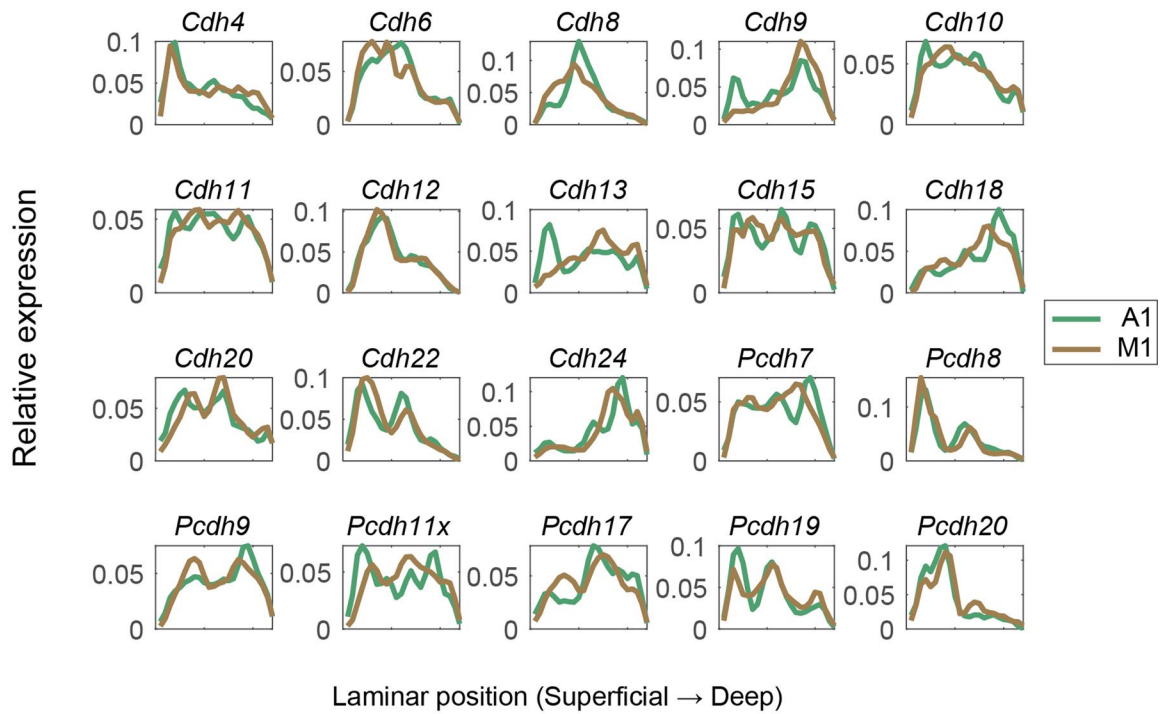 Cdh4 Cdh6 Cdh8 Cdh9 Cdh10
0.1 0.05 0
0.05 0
0.1 0.05 0
0.1 0.05 0
0.05 0
Cdh11 Cdh12 Cdh13 Cdh15 Cdh18
0.05 0
0.1 0.05 0
0.1 0.05 0
0.05 0
0.1 0.05 0
Cdh20 Cdh22 Cdh24 Pcdh7 Pcdh8
0.05 0
0.1 0.05 0
0.1 0.05 0
0.05 0
0.1 0
Pcdh9 Pcdh11x Pcdh17 Pcdh19 Pcdh20
0.05 0
0.05 0
0.05 0
0.1 0.05 0
0.1 0.05 0
Relative expression
Laminar position (Superficial → Deep)
A1
M1